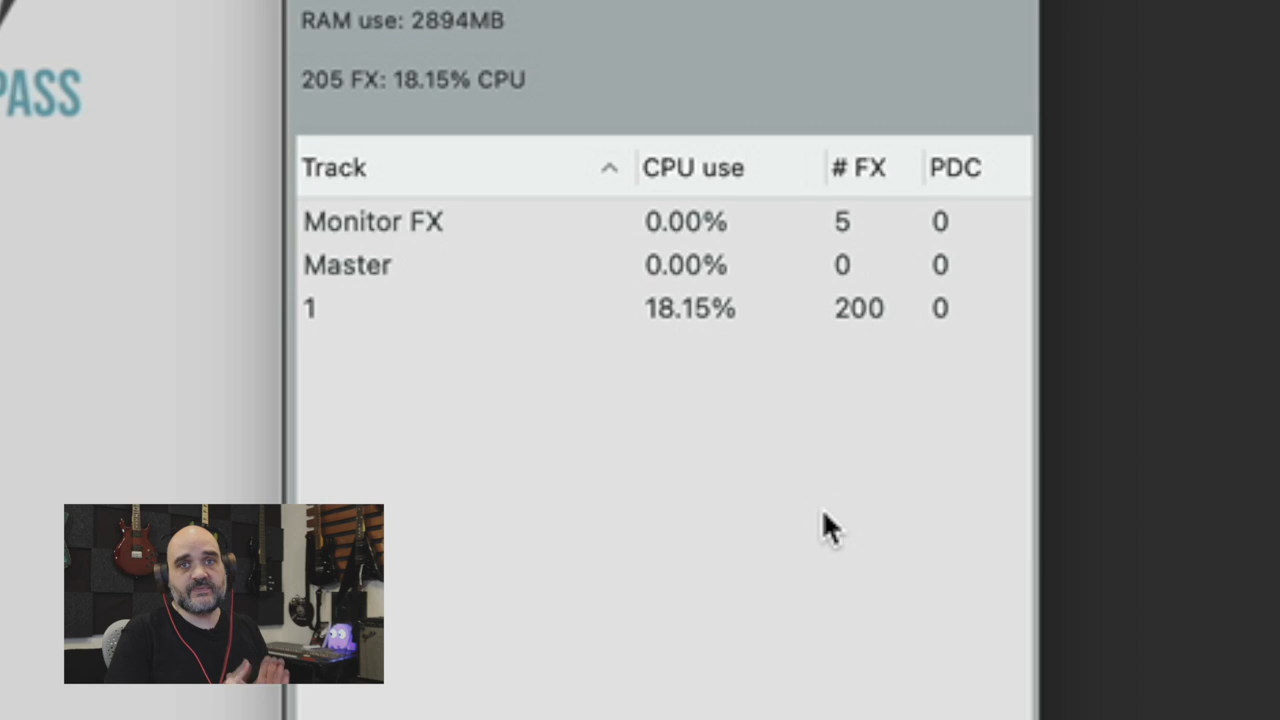 RAM use: 2894MB
PASS
205 FX: 18.15% CPU
Track CPU use # FX PDC
Monitor FX 0.00% 5 0
Master 0.00% 0 0
1 18.15% 200 0